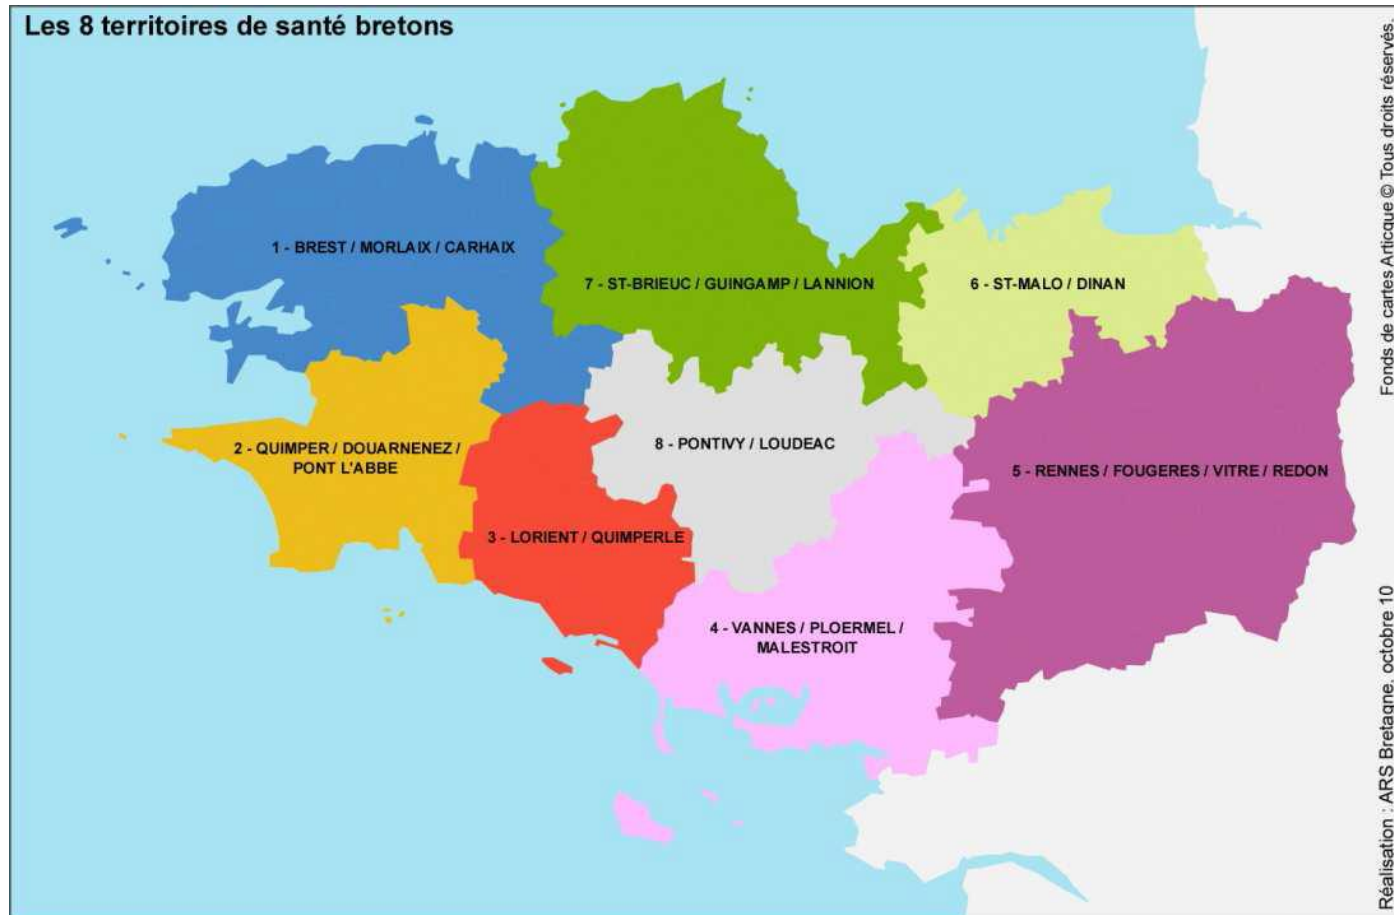 Les 8 territoires de santé bretons
1 - BREST / MORLAIX / CARHAIX
7 - ST-BRIEUC / GUINGAMP / LANNION
6 - ST-MALO / DINAN
2 - QUIMPER / DOUARNENEZ /
PONT L'ABBE
8 - PONTIVY / LOUDEAC
5 - RENNES / FOUGERES / VITRE / REDON
3 - LORIENT / QUIMPERLE
4 - VANNES / PLOERMEL /
MALESTROIT
Fonds de cartes Articque © Tous droits réservés.
Réalisation : ARS Bretagne, octobre 10